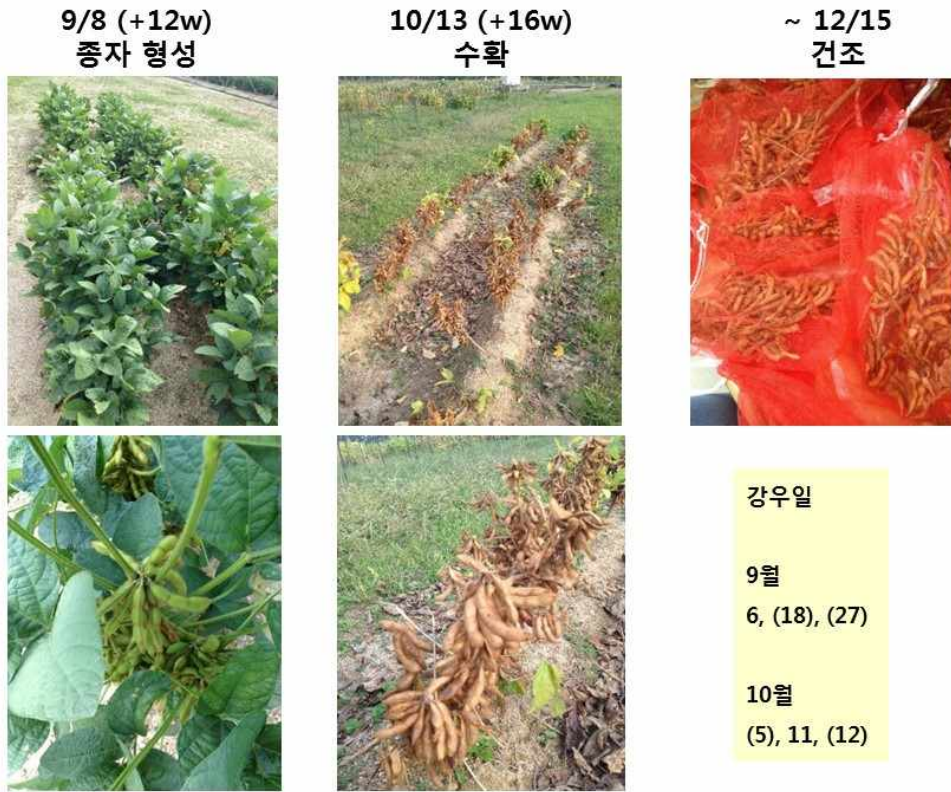 9/8 (+12w)
종자 형성
10/13 (+16w)
수확
~ 12/15
건조
강우일
9월
6, (18), (27)
10월
(5), 11, (12)